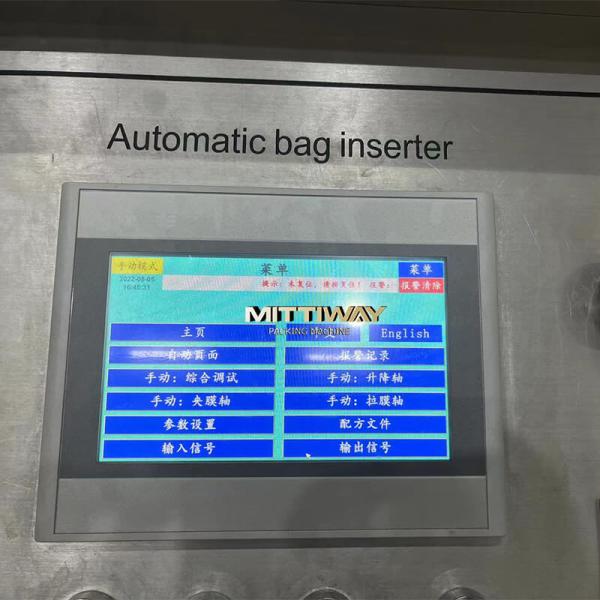 Automatic bag inserter
手动模式 菜单 菜单
2022-08-05
16:40:31
提示：未复位，请按复位！ 报警： 报警清除
MITTIWAY
PACKING MACHINE
主页 文 English
自动页面 报警记录
手动：综合调试 手动：升降轴
手动：夹膜轴 手动：拉膜轴
参数设置 配方文件
输入信号 输出信号